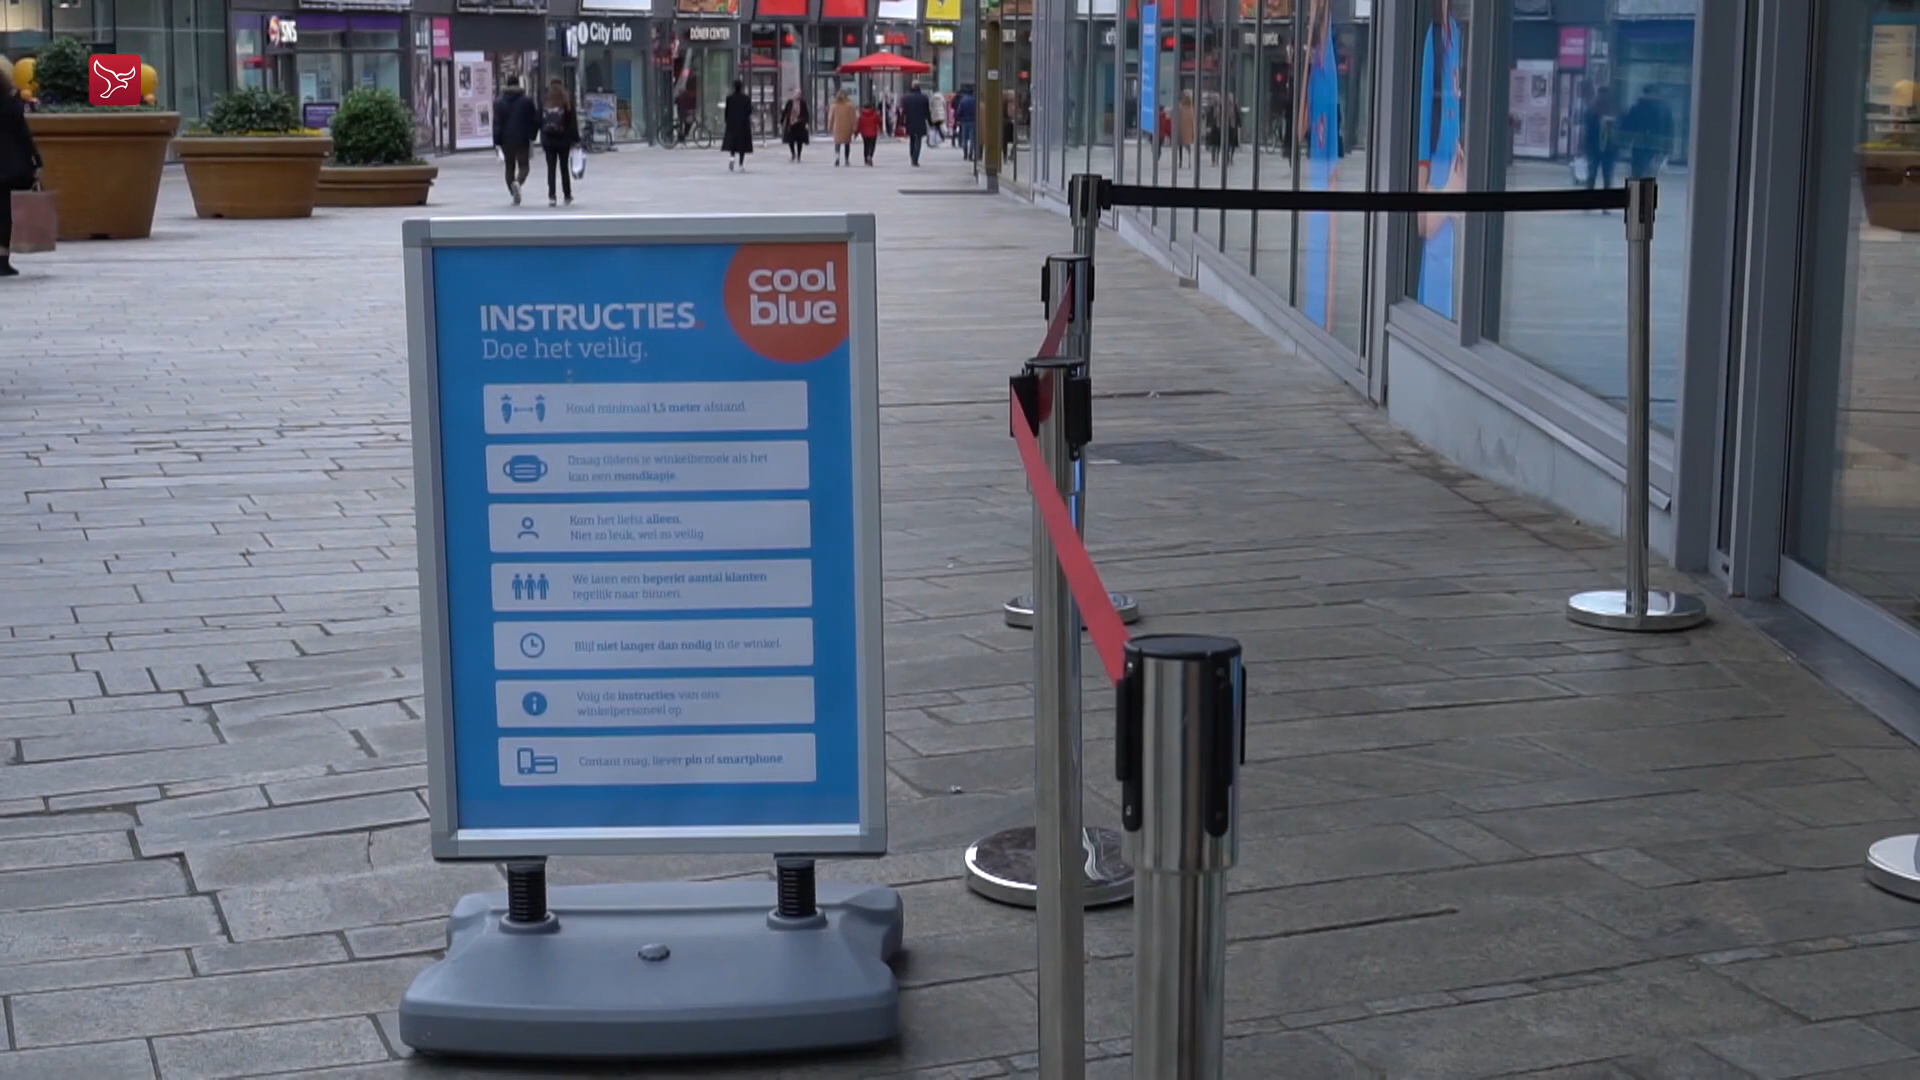 SNS
City info
DÖNER CENTER
cool
blue
INSTRUCTIES.
Doe het veilig.
Houd minimaal 1,5 meter afstand.
Draag tijdens je winkelbezoek als het
kan een mondkapje.
Kom het liefst alleen.
Niet zo leuk, wel zo veilig
We laten een beperkt aantal klanten
tegelijk naar binnen.
Blijf niet langer dan nodig in de winkel.
Volg de instructies van ons
winkelpersoneel op
Contant mag, liever pin of smartphone